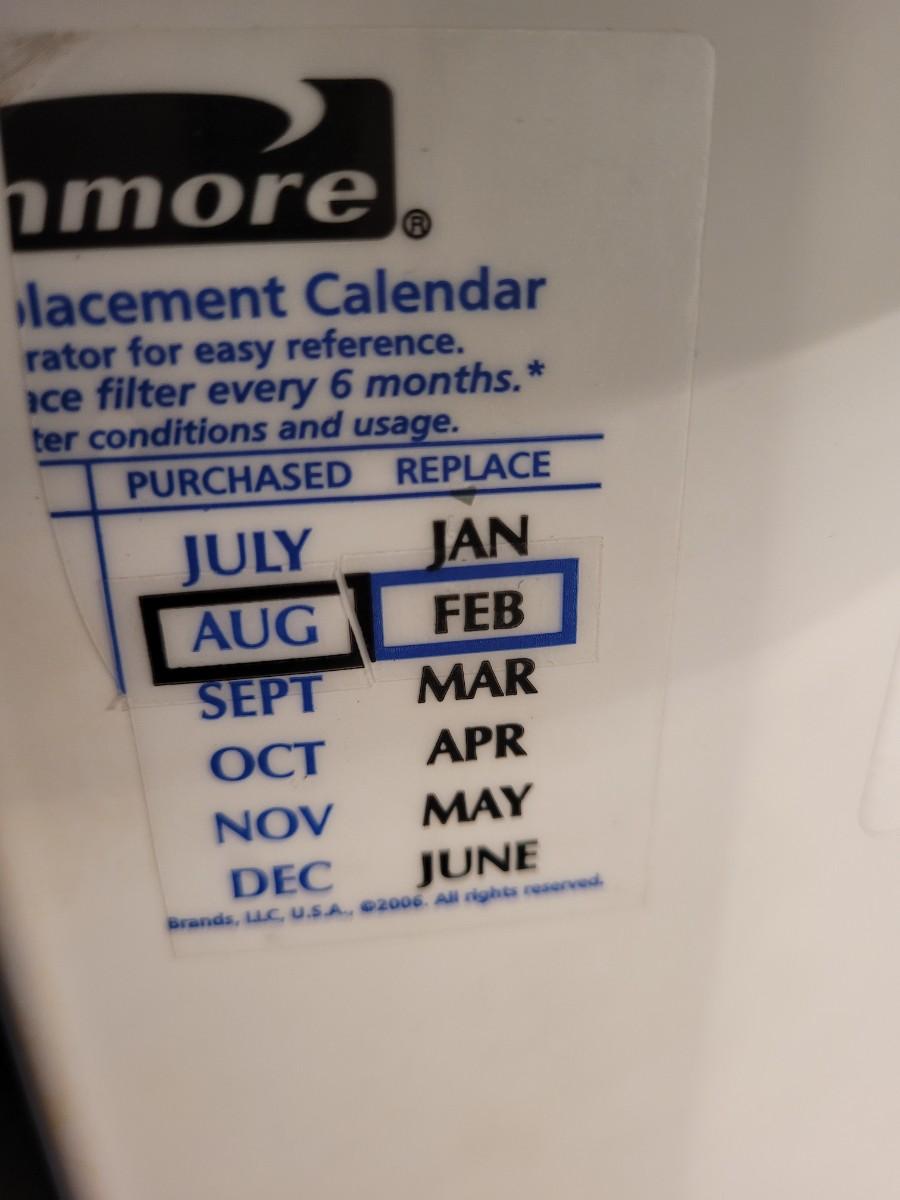 nmore®
placement Calendar
rator for easy reference.
ace filter every 6 months.*
ter conditions and usage.
PURCHASED REPLACE
JULY JAN
AUG FEB
SEPT MAR
OCT APR
NOV MAY
DEC JUNE
Brands, LLC, U.S.A., ©2006. All rights reserved.